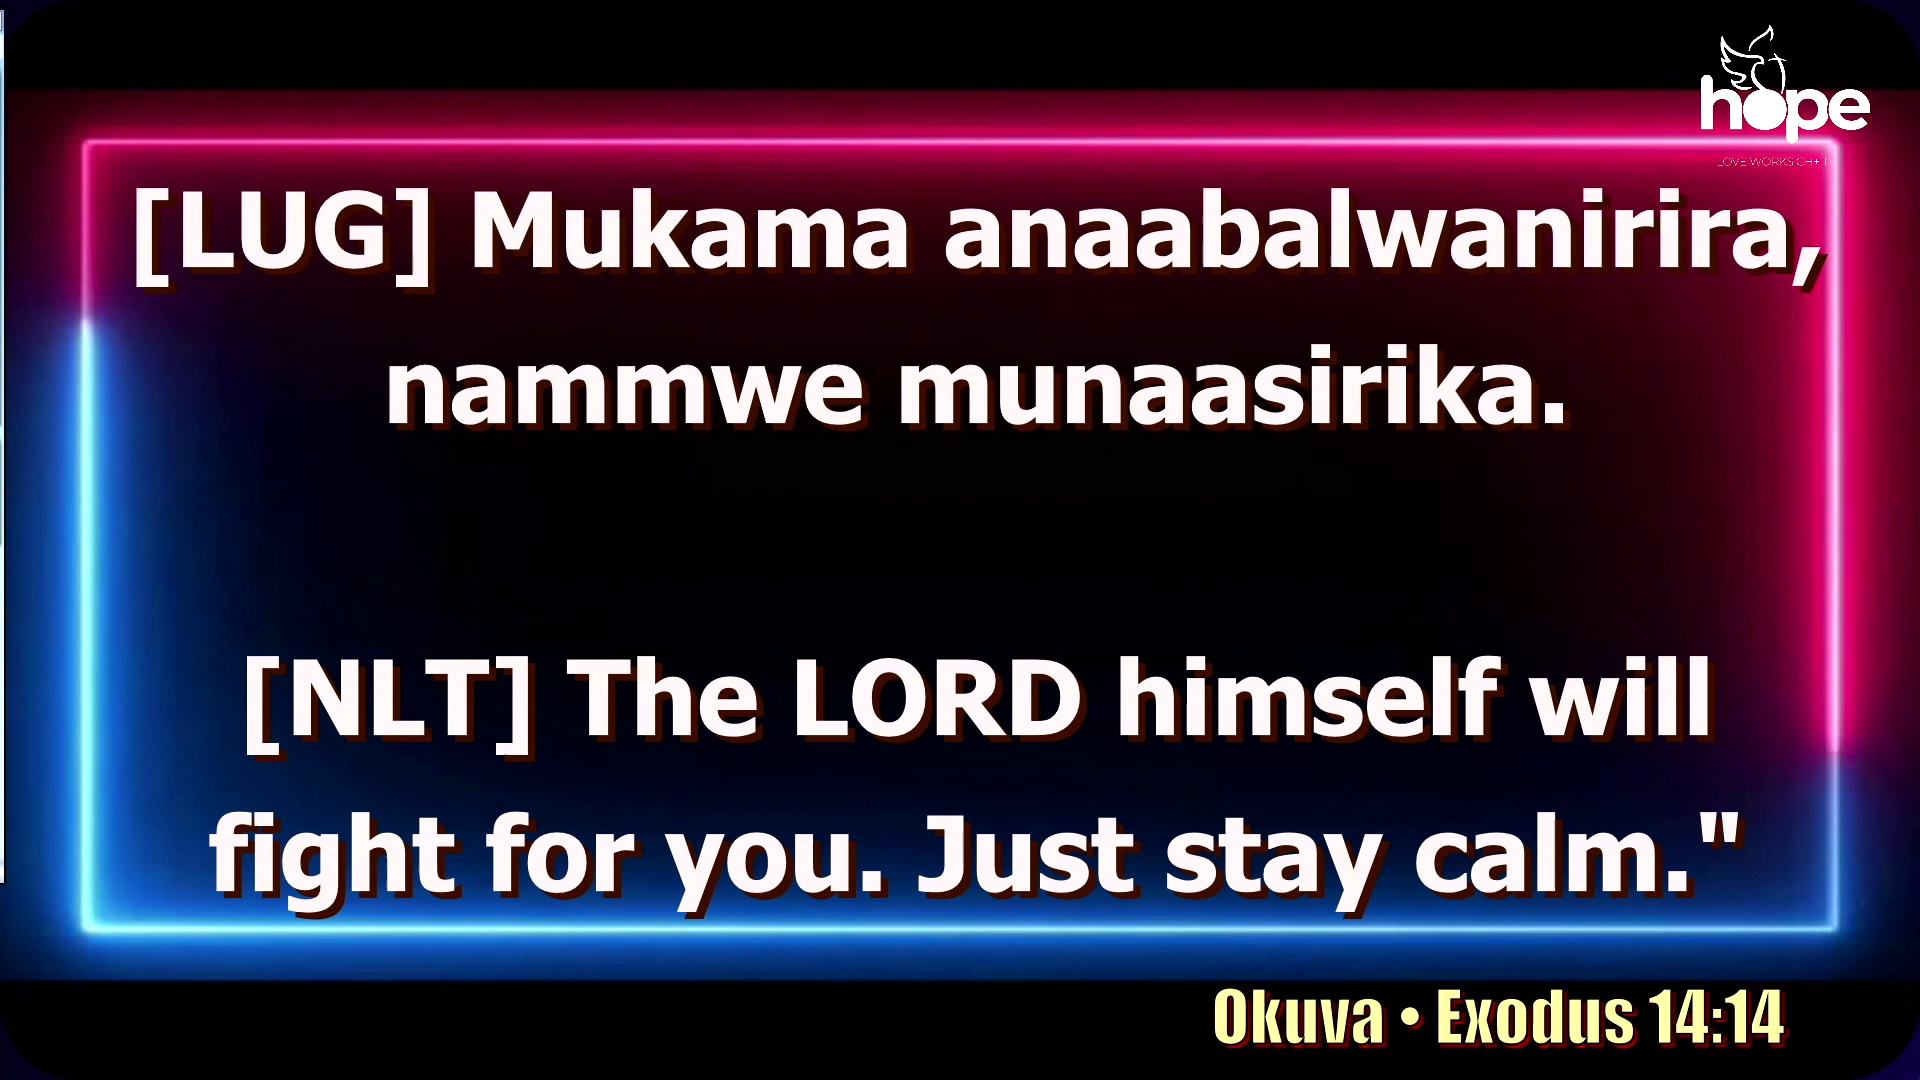 hope
[LUG] Mukama anaabalwanirira,
nammwe munaasirika.
[NLT] The LORD himself will
fight for you. Just stay calm."
Okuva • Exodus 14:14